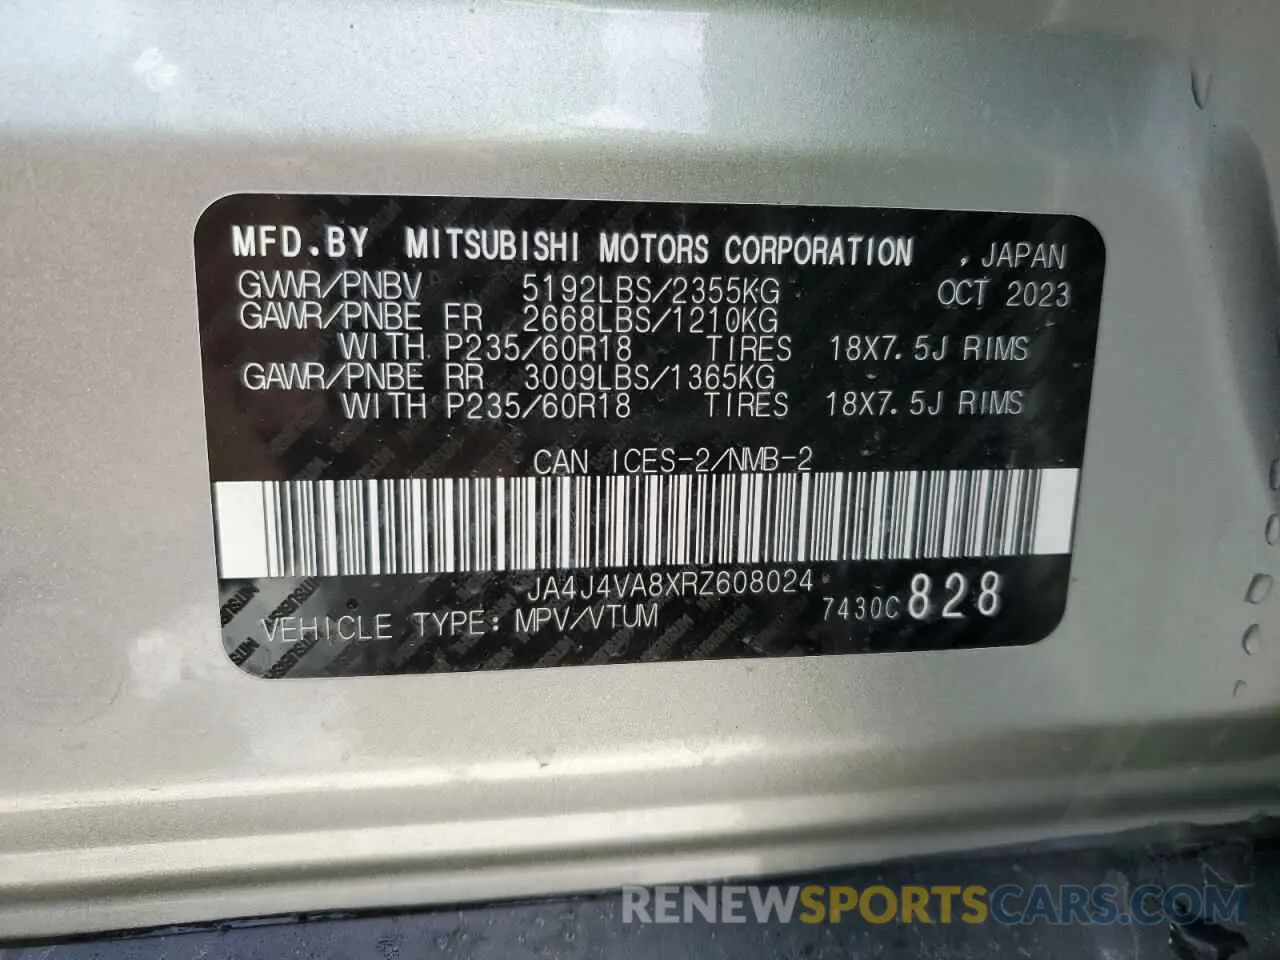 MFD.BY MITSUBISHI MOTORS CORPORATION , JAPAN
GVWR/PNBV 5192LBS/2355KG OCT 2023
GAWR/PNBE FR 2668LBS/1210KG
WITH P235/60R18 TIRES 18X7.5J RIMS
GAWR/PNBE RR 3009LBS/1365KG
WITH P235/60R18 TIRES 18X7.5J RIMS
CAN ICES-2/NMB-2
JA4J4VA8XRZ608024
VEHICLE TYPE: MPV/VTUM 7430C 828
RENEWSPORTSCARS.COM